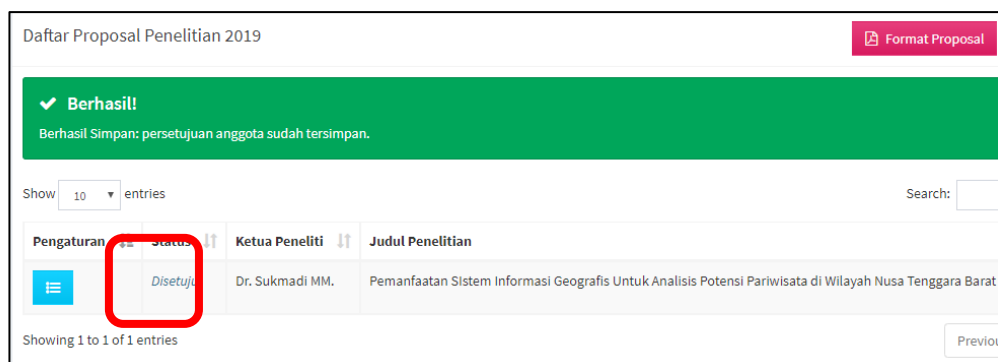 Daftar Proposal Penelitian 2019
Format Proposal
Berhasil!
Berhasil Simpan: persetujuan anggota sudah tersimpan.
Show 10 entries
Search:
Pengaturan Status Ketua Peneliti Judul Penelitian
Disetuju Dr. Sukmadi MM. Pemanfaatan SIstem Informasi Geografis Untuk Analisis Potensi Pariwisata di Wilayah Nusa Tenggara Barat
Showing 1 to 1 of 1 entries
Previou